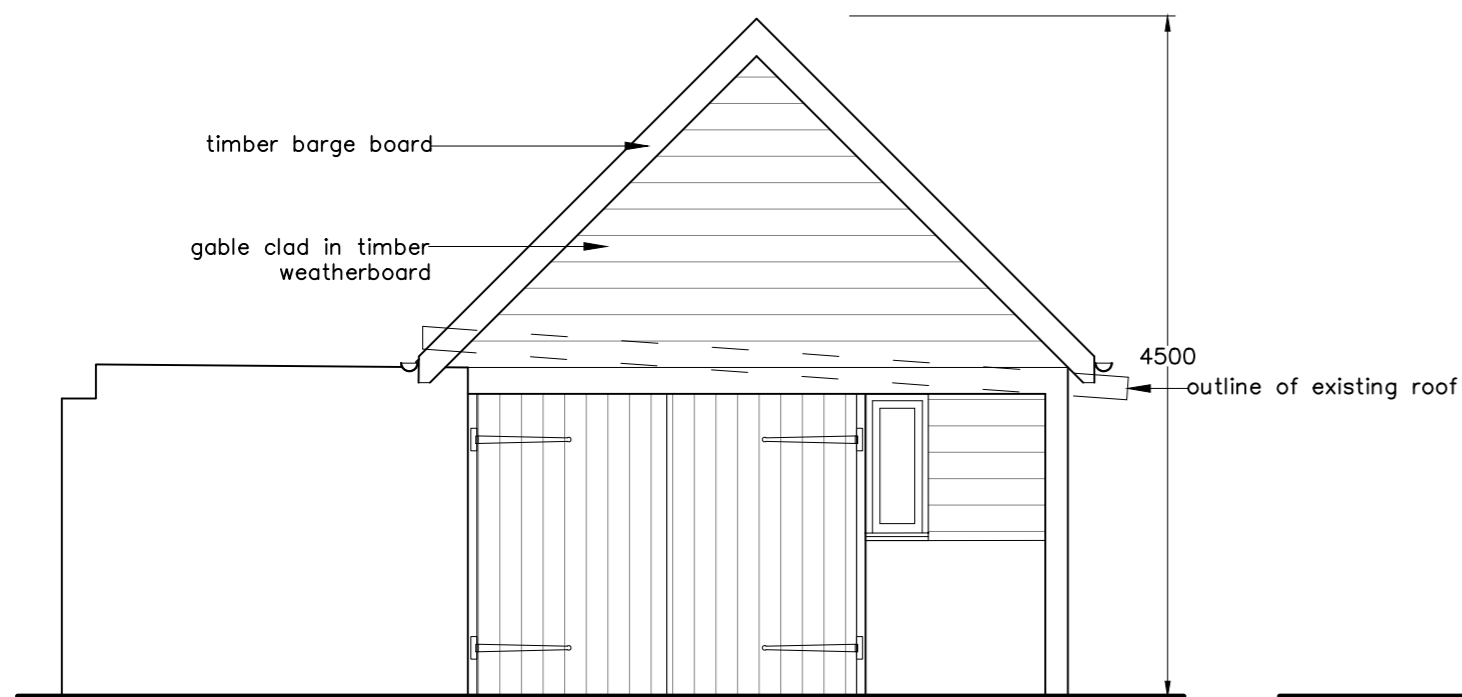 timber barge board
gable clad in timber
weatherboard
4500
outline of existing roof